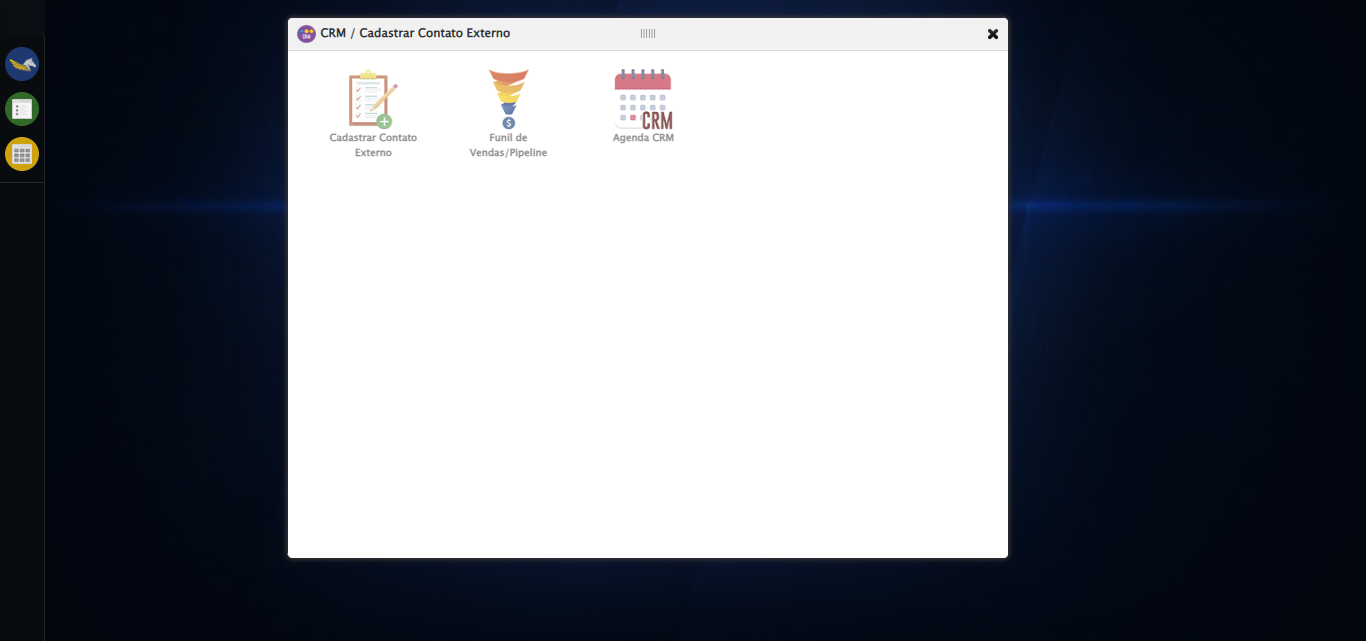 CRM / Cadastrar Contato Externo
Cadastrar Contato
Externo
Funil de
Vendas/Pipeline
CRM
Agenda CRM